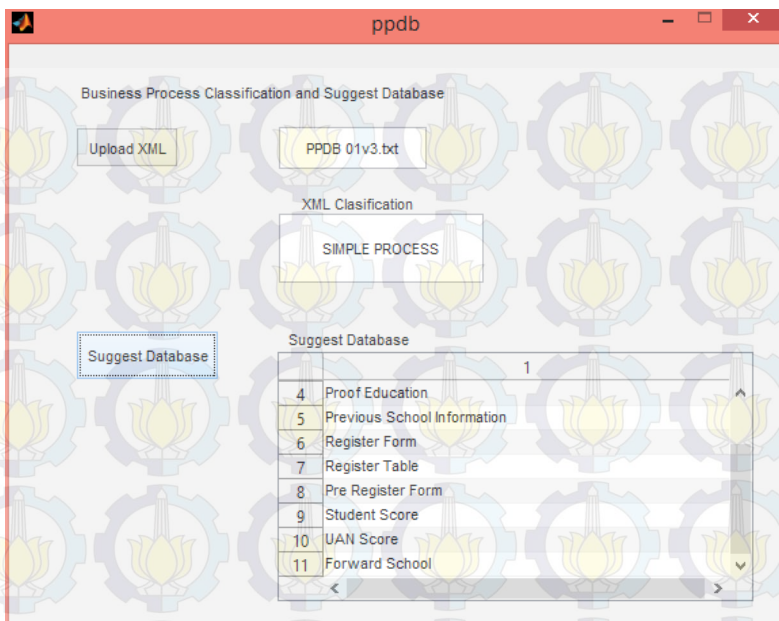 ppdb
Business Process Classification and Suggest Database
Upload XML
PPDB 01v3.txt
XML Clasification
SIMPLE PROCESS
Suggest Database
Suggest Database
1
4 Proof Education
5 Previous School Information
6 Register Form
7 Register Table
8 Pre Register Form
9 Student Score
10 UAN Score
11 Forward School